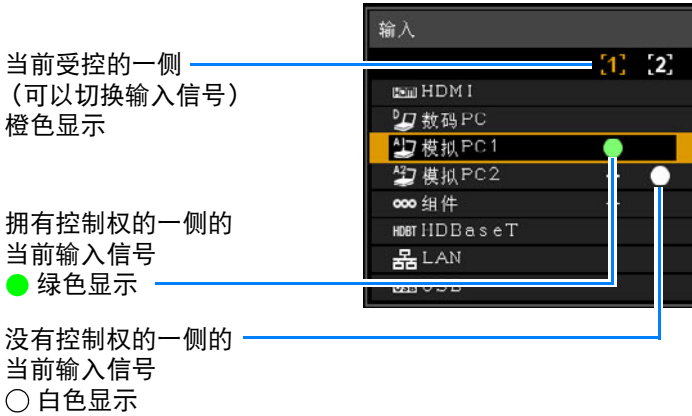 当前受控的一侧
（可以切换输入信号）
橙色显示
拥有控制权的一侧的
当前输入信号
绿色显示
没有控制权的一侧的
当前输入信号
白色显示
输入
[1] [2]
HDMI
数码PC
模拟PC1
模拟PC2
组件
HDBaseT
LAN
USB